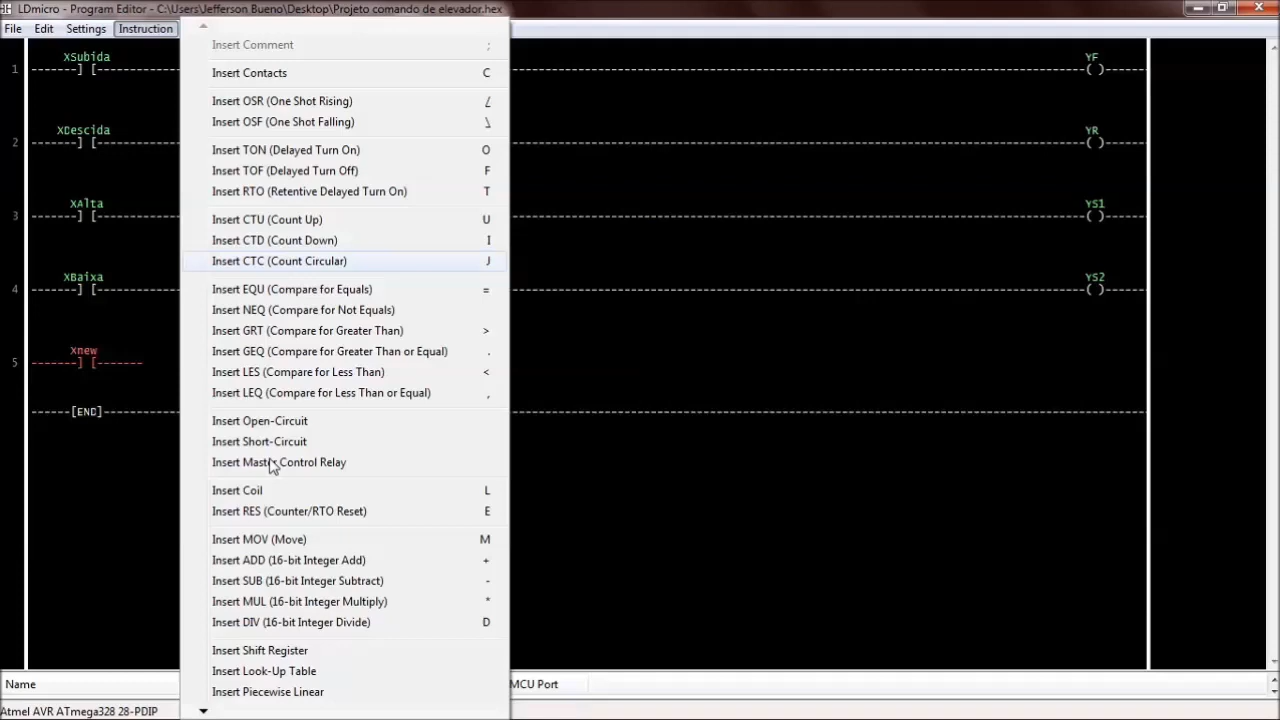 LDmicro - Program Editor - C:\Users\Jefferson Bueno\Desktop\Projeto comando de elevador.hex
File Edit Settings Instruction
Insert Comment ;
Insert Contacts C
Insert OSR (One Shot Rising) /
Insert OSF (One Shot Falling) \
Insert TON (Delayed Turn On) O
Insert TOF (Delayed Turn Off) F
Insert RTO (Retentive Delayed Turn On) T
Insert CTU (Count Up) U
Insert CTD (Count Down) I
Insert CTC (Count Circular) J
Insert EQU (Compare for Equals) =
Insert NEQ (Compare for Not Equals)
Insert GRT (Compare for Greater Than) >
Insert GEQ (Compare for Greater Than or Equal) .
Insert LES (Compare for Less Than) <
Insert LEQ (Compare for Less Than or Equal) ,
Insert Open-Circuit
Insert Short-Circuit
Insert Master Control Relay
Insert Coil L
Insert RES (Counter/RTO Reset) E
Insert MOV (Move) M
Insert ADD (16-bit Integer Add) +
Insert SUB (16-bit Integer Subtract) -
Insert MUL (16-bit Integer Multiply) *
Insert DIV (16-bit Integer Divide) D
Insert Shift Register
Insert Look-Up Table
Insert Piecewise Linear
XSubida YF
1 ] [ ( )
XDescida YR
2 ] [ ( )
XAlta YS1
3 ] [ ( )
XBaixa YS2
4 ] [ ( )
Xnew
5 ] [
[END]
Name MCU Port
Atmel AVR ATmega328 28-PDIP